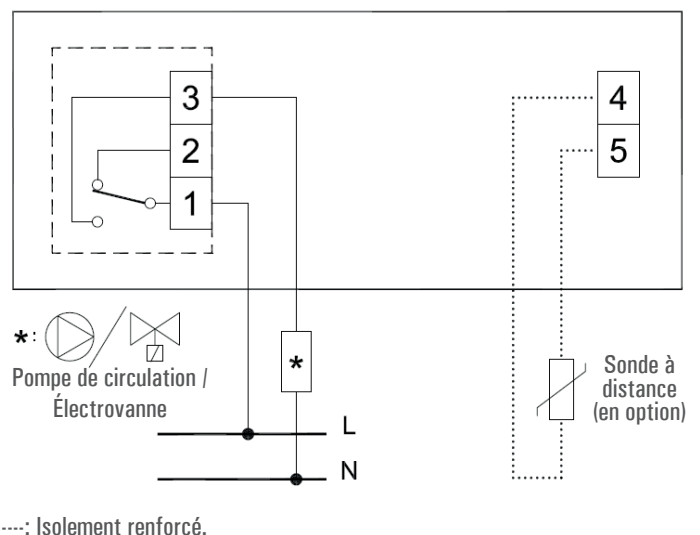 3
2
1
4
5
*
*:
Pompe de circulation /
Électrovanne
Sonde à
distance
(en option)
L
N
----: Isolement renforcé.